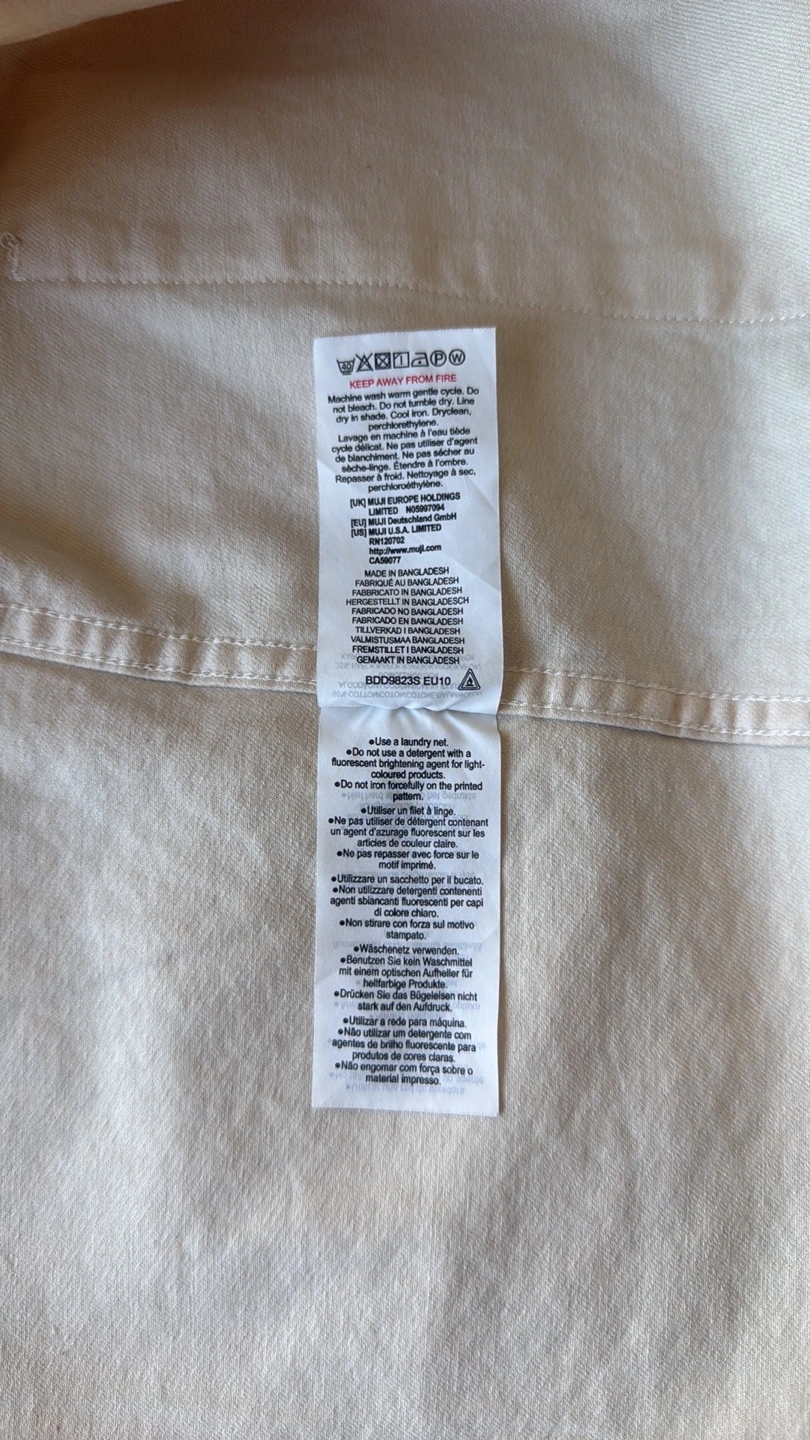 40
P W
KEEP AWAY FROM FIRE
Machine wash warm gentle cycle. Do
not bleach. Do not tumble dry. Line
dry in shade. Cool iron. Dryclean,
perchlorethylene.
Lavage en machine à l'eau tiède
cycle délicat. Ne pas utiliser d'agent
de blanchiment. Ne pas sécher au
sèche-linge. Étendre à l'ombre.
Repasser à froid. Nettoyage à sec,
perchloroéthylène.
[UK] MUJI EUROPE HOLDINGS
LIMITED N05997094
[EU] MUJI Deutschland GmbH
[US] MUJI U.S.A. LIMITED
RN120702
http://www.muji.com
CA59077
MADE IN BANGLADESH
FABRIQUÉ AU BANGLADESH
FABBRICATO IN BANGLADESH
HERGESTELLT IN BANGLADESCH
FABRICADO NO BANGLADESH
FABRICADO EN BANGLADESH
TILLVERKAD I BANGLADESH
VALMISTUSMAA BANGLADESH
FREMSTILLET I BANGLADESH
GEMAAKT IN BANGLADESH
BDD9823S EU10
●Use a laundry net.
●Do not use a detergent with a
fluorescent brightening agent for light-
coloured products.
●Do not iron forcefully on the printed
pattern.
●Utiliser un filet à linge.
●Ne pas utiliser de détergent contenant
un agent d'azurage fluorescent sur les
articles de couleur claire.
●Ne pas repasser avec force sur le
motif imprimé.
●Utilizzare un sacchetto per il bucato.
●Non utilizzare detergenti contenenti
agenti sbiancanti fluorescenti per capi
di colore chiaro.
●Non stirare con forza sul motivo
stampato.
●Wäschenetz verwenden.
●Benutzen Sie kein Waschmittel
mit einem optischen Aufheller für
hellfarbige Produkte.
●Drücken Sie das Bügeleisen nicht
stark auf den Aufdruck.
●Utilizar a rede para máquina.
●Não utilizar um detergente com
agentes de brilho fluorescente para
produtos de cores claras.
●Não engomar com força sobre o
material impresso.